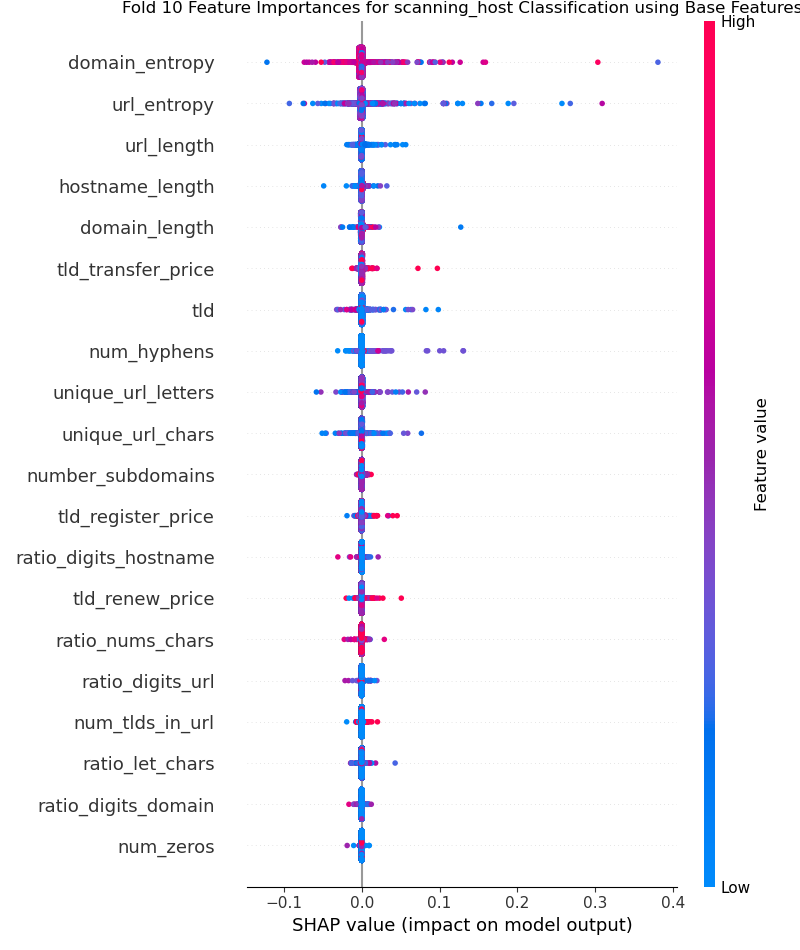 Fold 10 Feature Importances for scanning_host Classification using Base Features
High
domain_entropy
url_entropy
url_length
hostname_length
domain_length
tld_transfer_price
tld
num_hyphens
unique_url_letters
unique_url_chars
number_subdomains
tld_register_price
ratio_digits_hostname
tld_renew_price
ratio_nums_chars
ratio_digits_url
num_tlds_in_url
ratio_let_chars
ratio_digits_domain
num_zeros
Feature value
Low
−0.1 0.0 0.1 0.2 0.3 0.4
SHAP value (impact on model output)